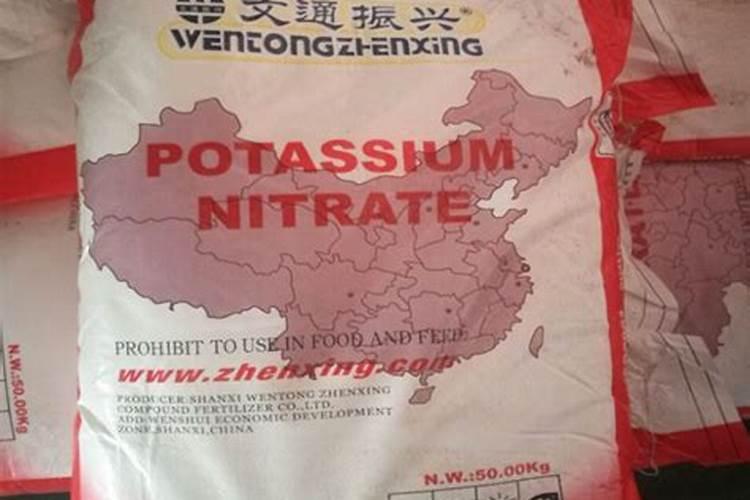 文通振兴®
WENTONGZHENXING
POTASSIUM
NITRATE
PROHIBIT TO USE IN FOOD AND FEED
www.zhenxing.com
PRODUCER:SHANXI WENTONG ZHENXING
COMPOUND FERTILIZER CO.,LTD.
ADD:WENSHUI ECONOMIC DEVELOPMENT
ZONE,SHANXI,CHINA
N.W.:50.00Kg
N.W.:50.00Kg